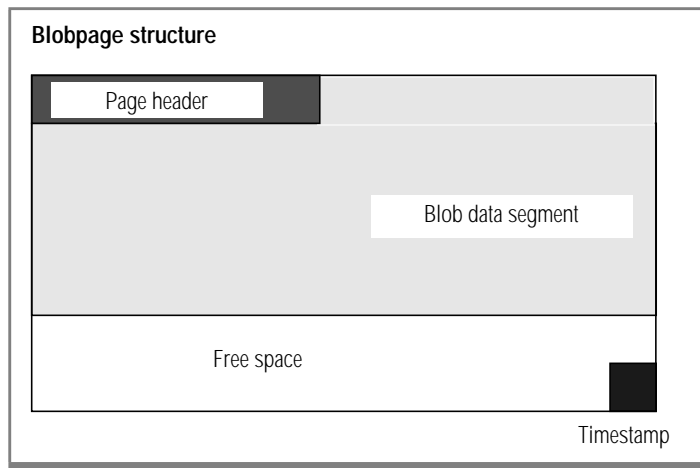 Blobpage structure
Page header
Blob data segment
Free space
Timestamp